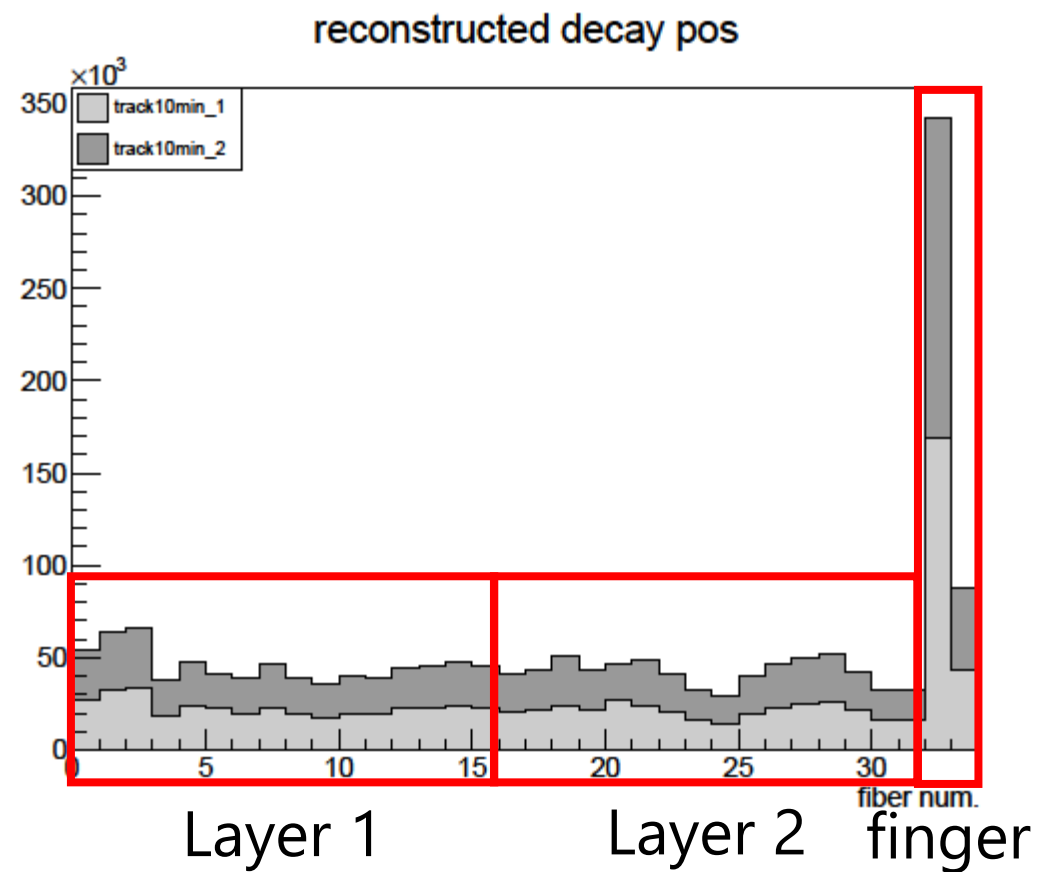 reconstructed decay pos
×10³
350
300
250
200
150
100
50
0
track10min_1
track10min_2
0 5 10 15 20 25 30
fiber num.
Layer 1 Layer 2 finger